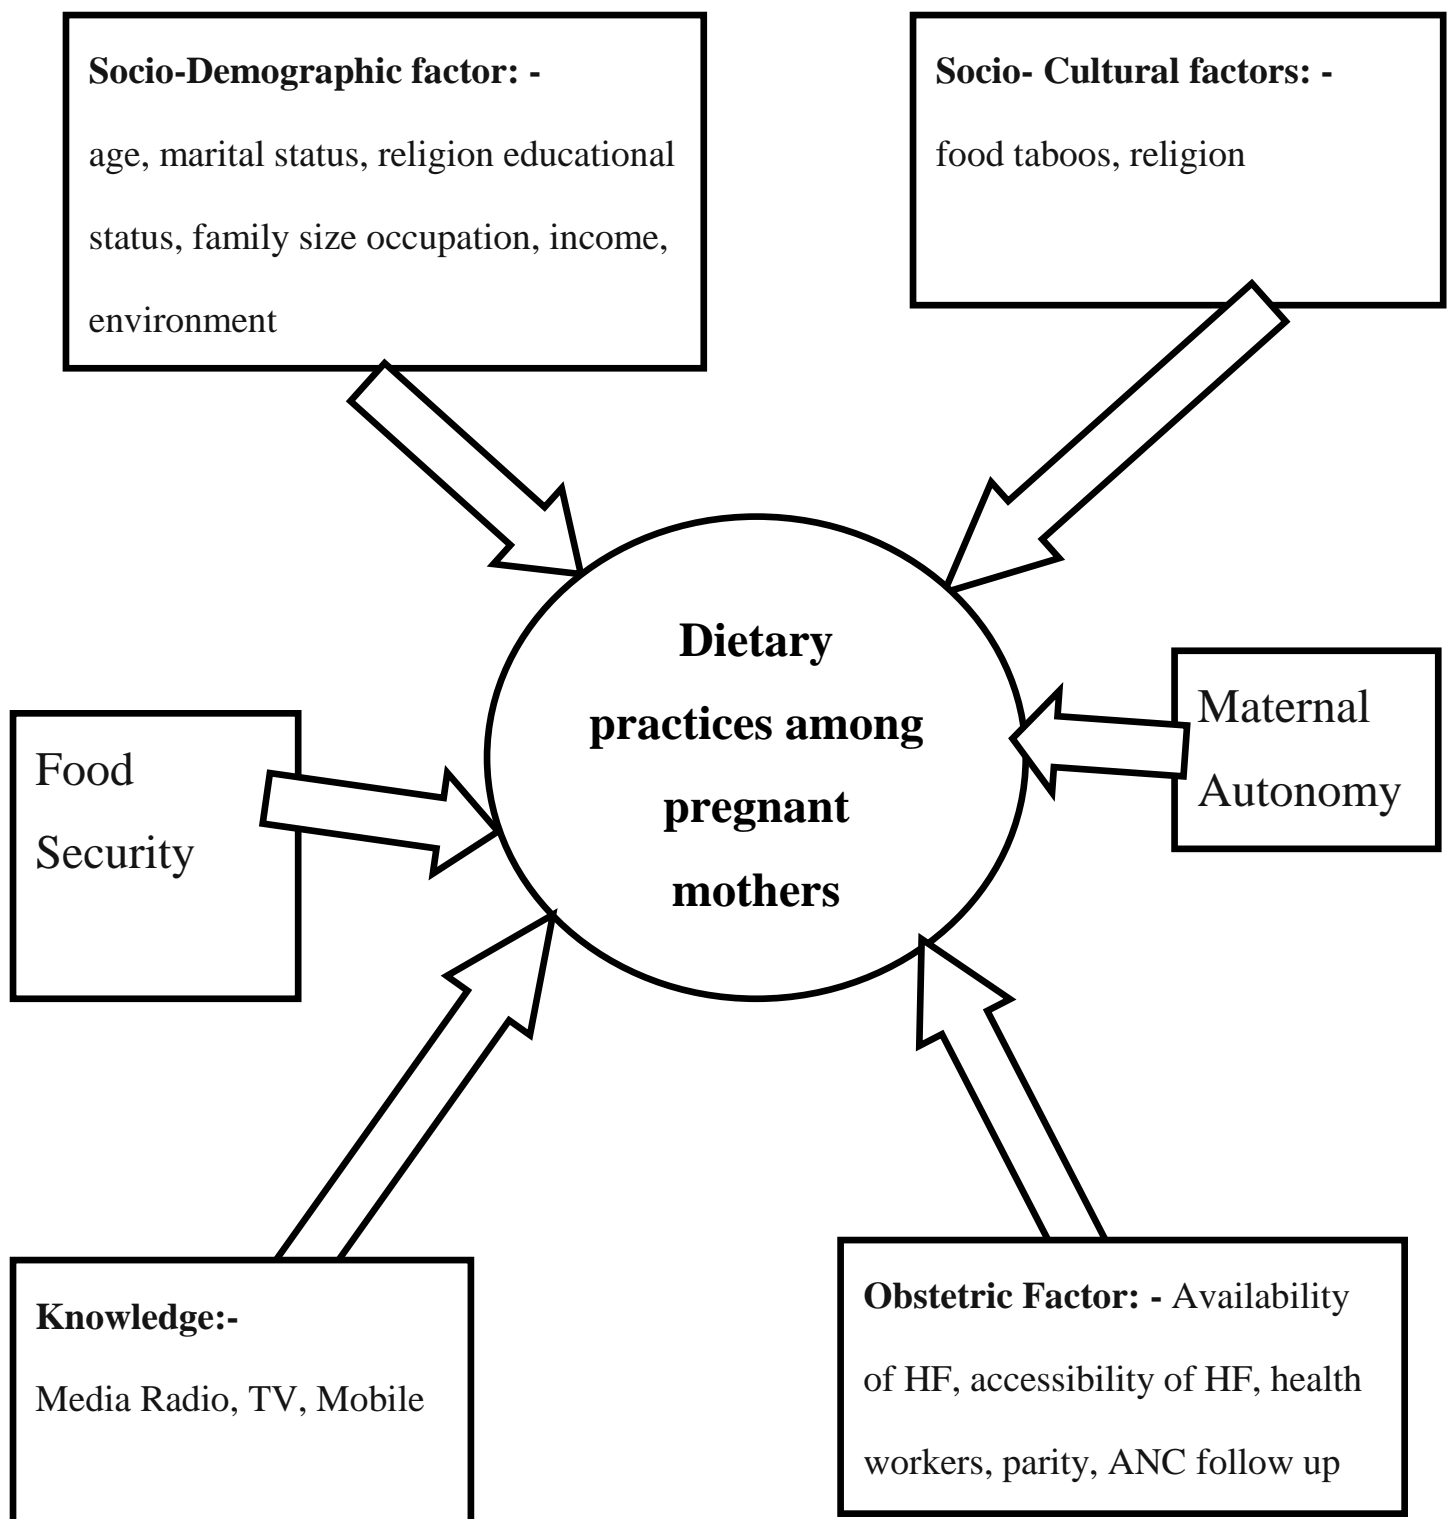 Socio-Demographic factor: -
age, marital status, religion educational
status, family size occupation, income,
environment
Socio- Cultural factors: -
food taboos, religion
Dietary
practices among
pregnant
mothers
Maternal
Autonomy
Food
Security
Knowledge:-
Media Radio, TV, Mobile
Obstetric Factor: - Availability
of HF, accessibility of HF, health
workers, parity, ANC follow up